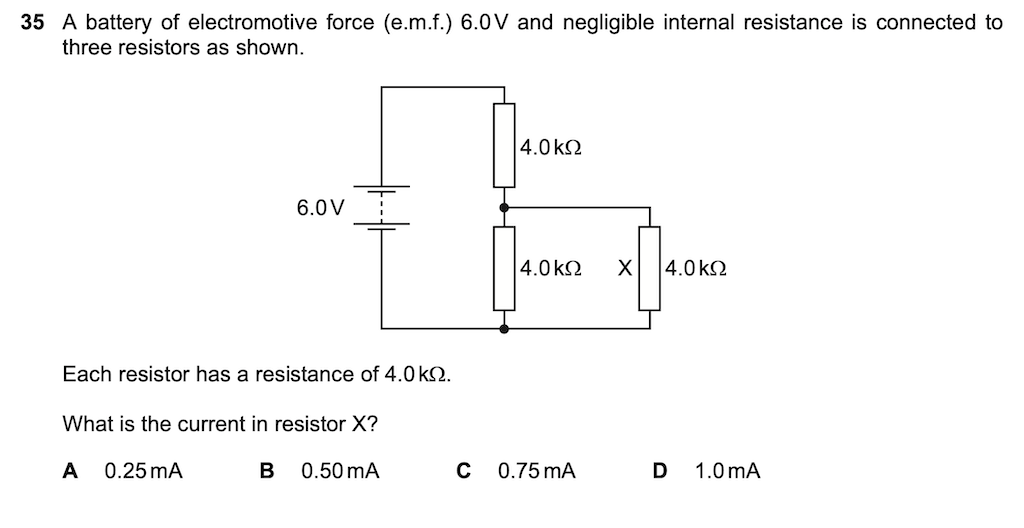 35 A battery of electromotive force (e.m.f.) 6.0V and negligible internal resistance is connected to
three resistors as shown.
4.0kΩ
6.0V
4.0kΩ X 4.0kΩ
Each resistor has a resistance of 4.0kΩ.
What is the current in resistor X?
A 0.25mA B 0.50mA C 0.75mA D 1.0mA